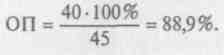 ОП = 40·100% / 45 = 88,9%.